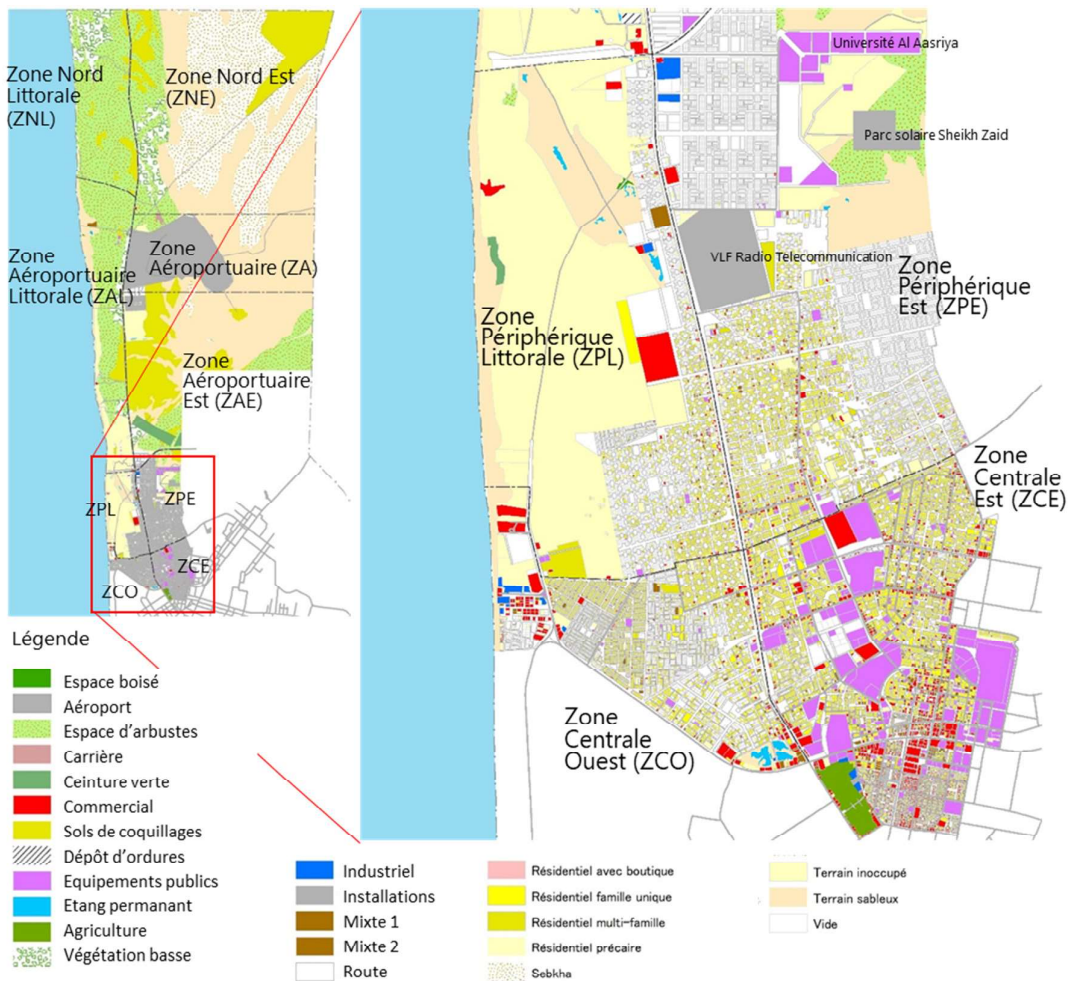 Zone Nord
Littorale
(ZNL)
Zone Nord Est
(ZNE)
Zone
Aéroportuaire
Littorale (ZAL)
Zone
Aéroportuaire (ZA)
Zone
Aéroportuaire
Est (ZAE)
ZPL
ZPE
ZCE
ZCO
Université Al Aasriya
Parc solaire Sheikh Zaid
VLF Radio Telecommunication
Zone
Périphérique
Est (ZPE)
Zone
Périphérique
Littorale (ZPL)
Zone
Centrale
Est (ZCE)
Zone
Centrale
Ouest (ZCO)
Légende
Espace boisé
Aéroport
Espace d'arbustes
Carrière
Ceinture verte
Commercial
Sols de coquillages
Dépôt d'ordures
Equipements publics
Etang permanant
Agriculture
Végétation basse
Industriel
Installations
Mixte 1
Mixte 2
Route
Résidentiel avec boutique
Résidentiel famille unique
Résidentiel multi-famille
Résidentiel précaire
Sebkha
Terrain inoccupé
Terrain sableux
Vide